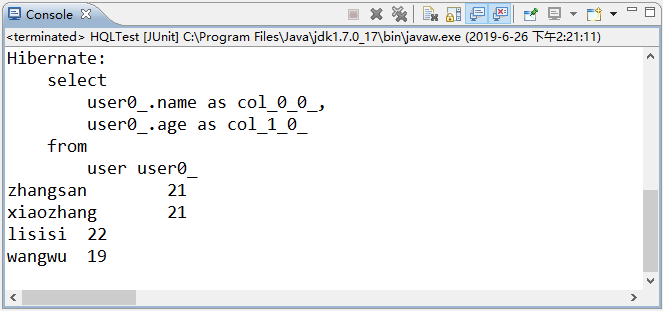 Console
<terminated> HQLTest [JUnit] C:\Program Files\Java\jdk1.7.0_17\bin\javaw.exe (2019-6-26 下午2:21:11)
Hibernate:
    select
        user0_.name as col_0_0_,
        user0_.age as col_1_0_
    from
        user user0_
zhangsan        21
xiaozhang       21
lisisi  22
wangwu  19